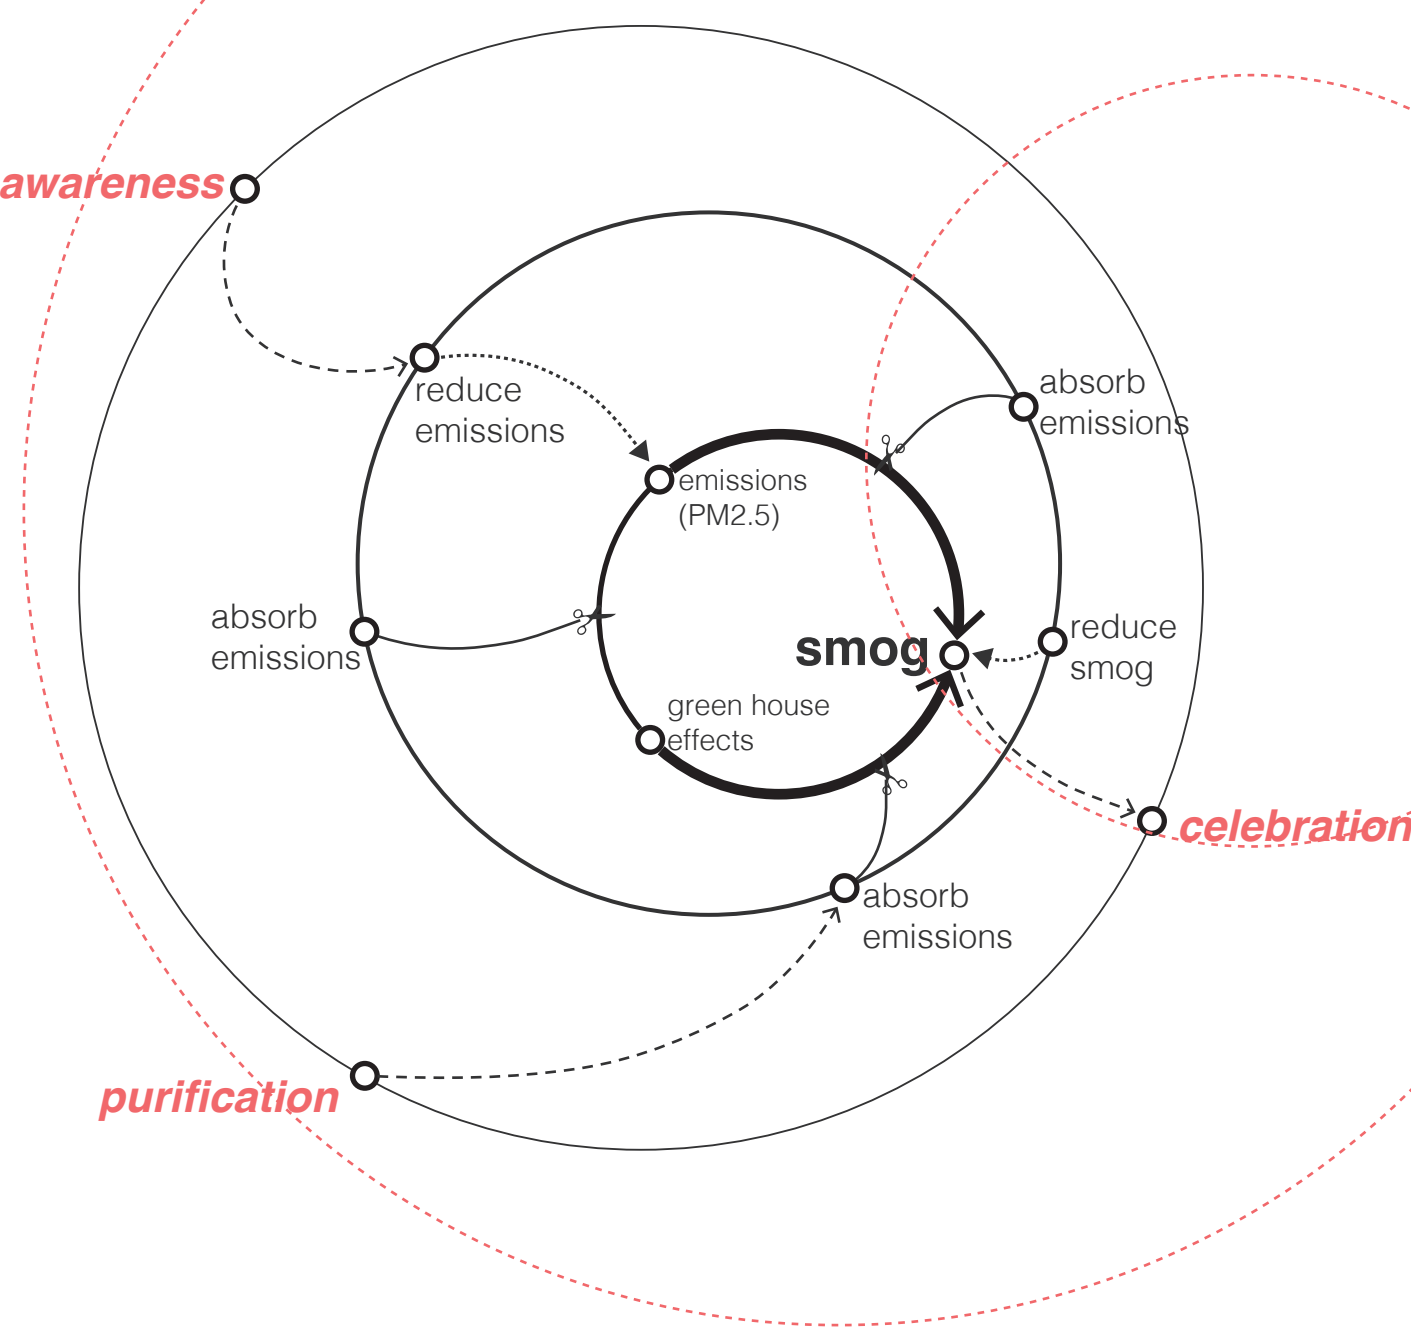 awareness
reduce
emissions
absorb
emissions
emissions
(PM2.5)
absorb
emissions
smog
reduce
smog
green house
effects
celebration
absorb
emissions
purification